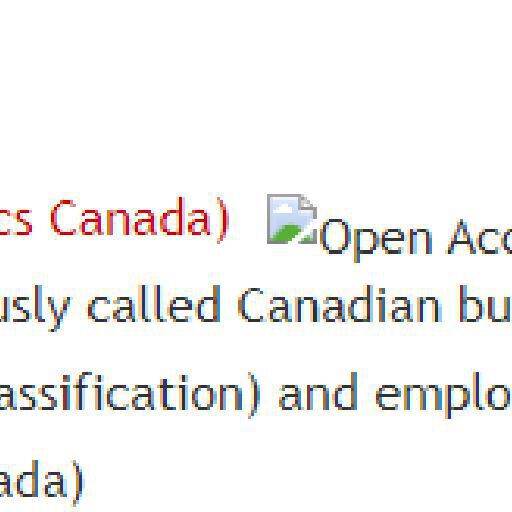 cs Canada) Open Acc
usly called Canadian bu
assification) and emplo
ada)